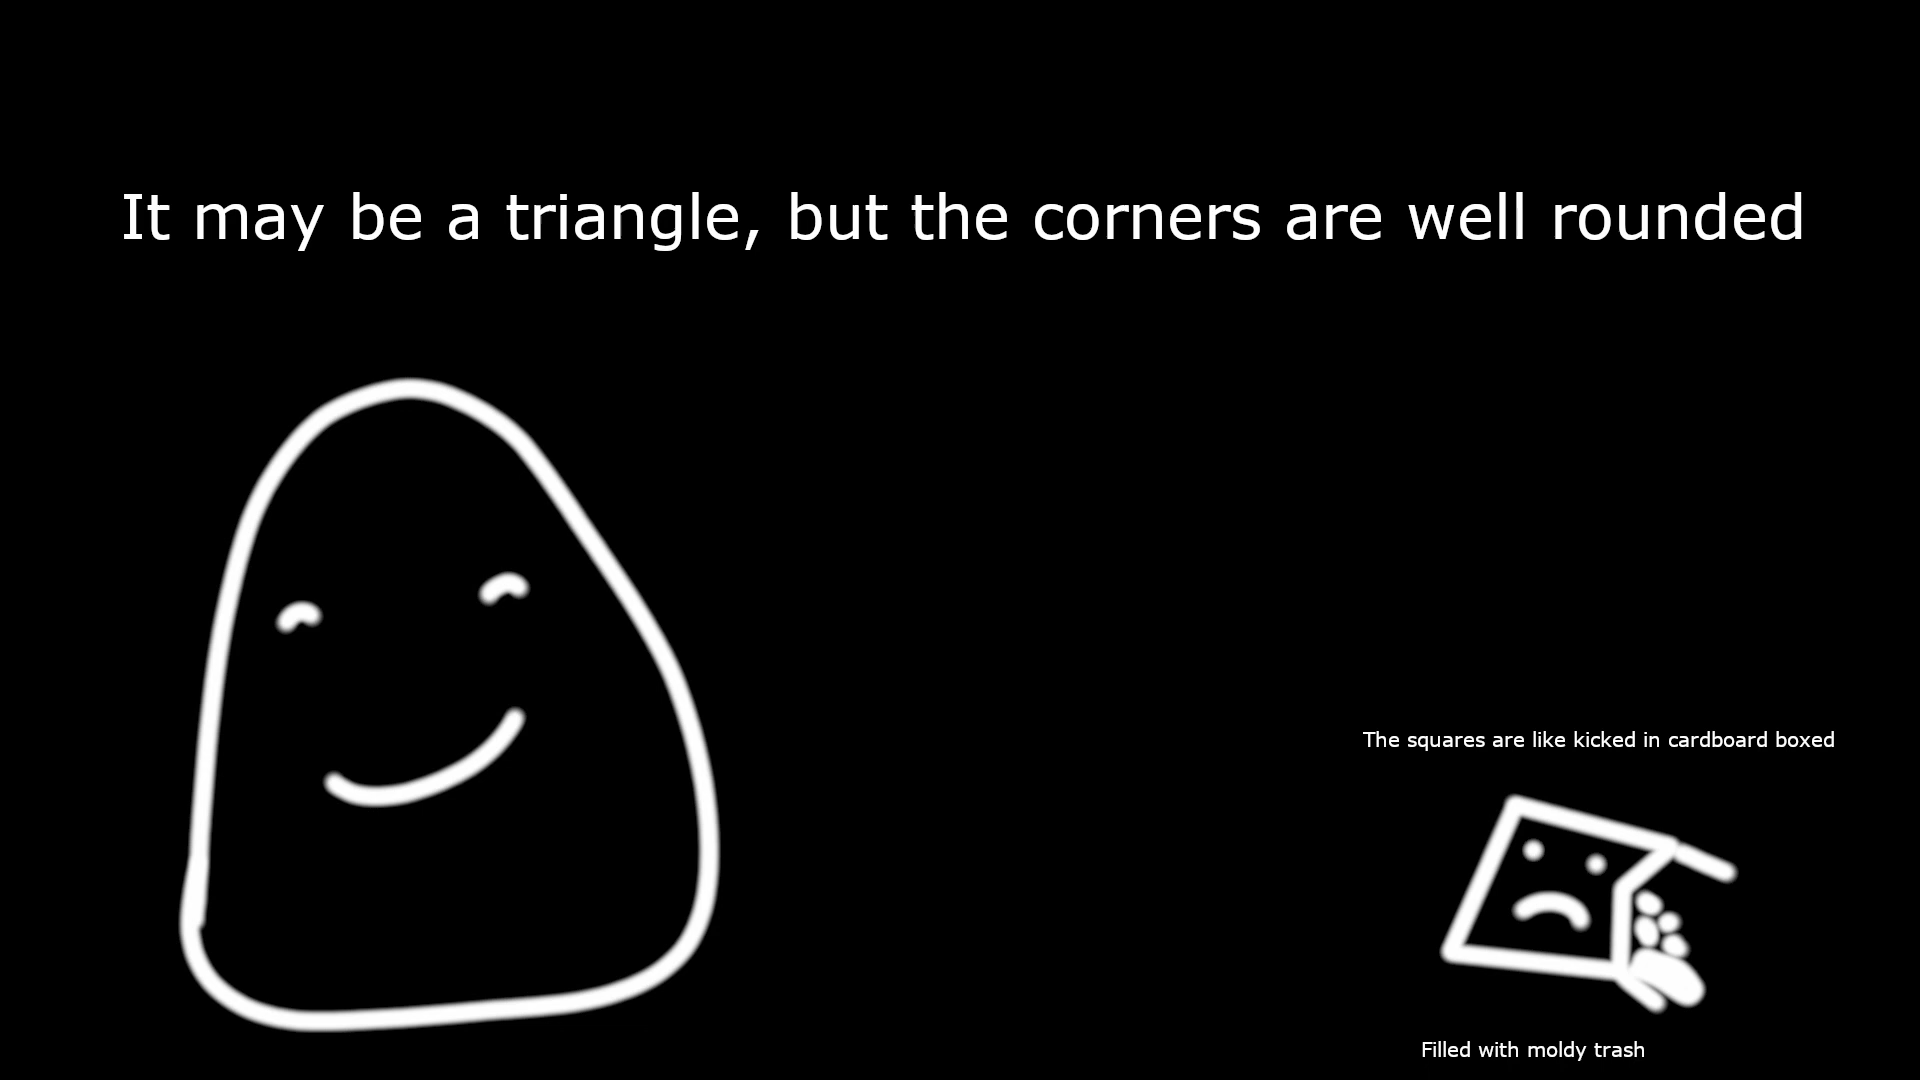 It may be a triangle, but the corners are well rounded
The squares are like kicked in cardboard boxed
Filled with moldy trash